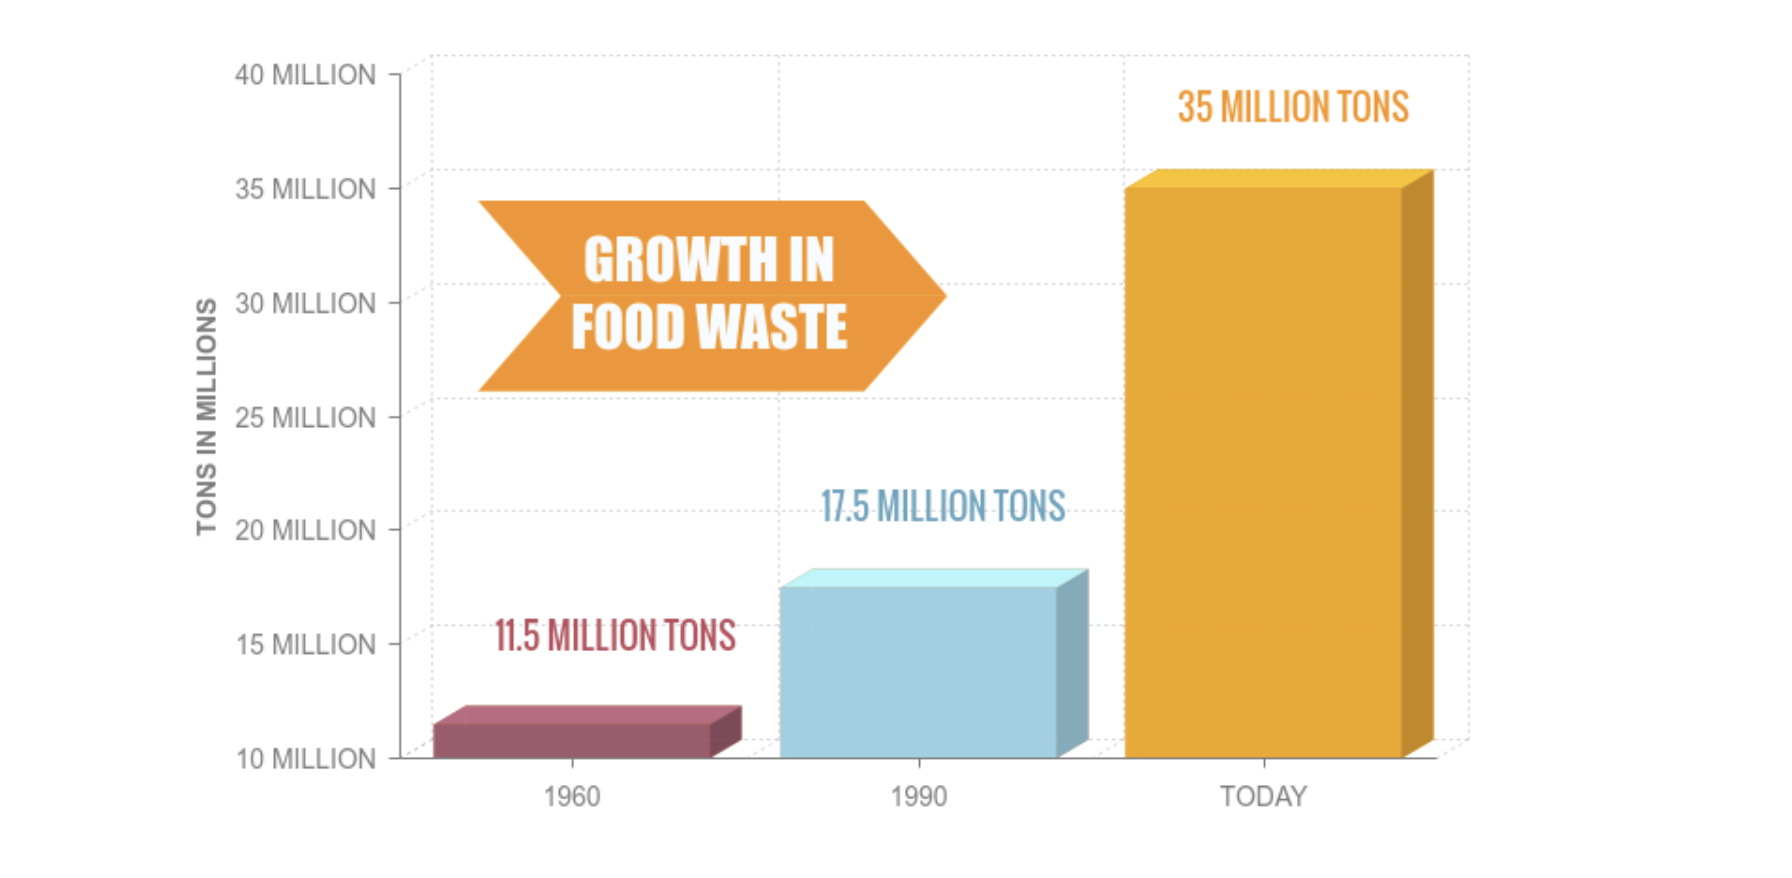 40 MILLION
35 MILLION TONS
35 MILLION
GROWTH IN
FOOD WASTE
30 MILLION
TONS IN MILLIONS
25 MILLION
17.5 MILLION TONS
20 MILLION
11.5 MILLION TONS
15 MILLION
10 MILLION
1960
1990
TODAY